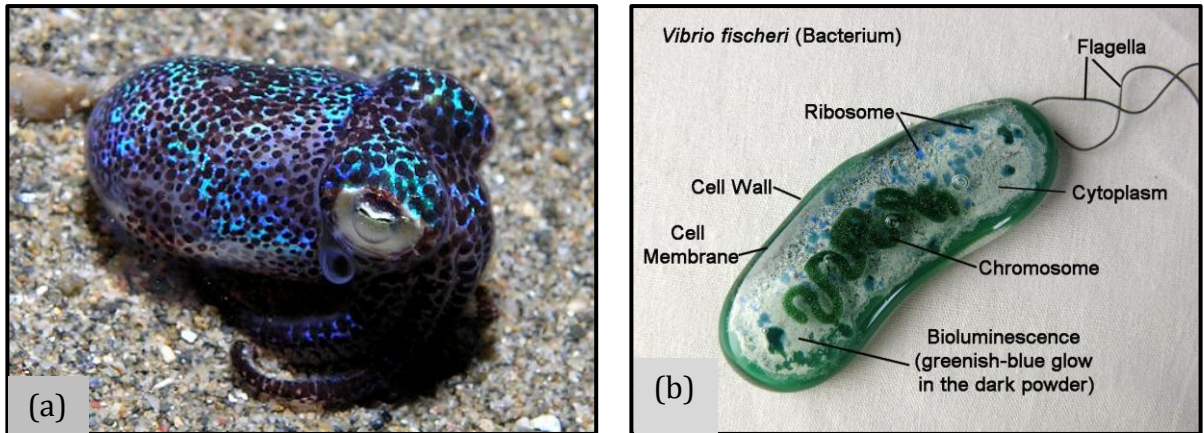 (a)
Vibrio fischeri (Bacterium)
Flagella
Ribosome
Cell Wall
Cytoplasm
Cell
Membrane
Chromosome
Bioluminescence
(greenish-blue glow
in the dark powder)
(b)